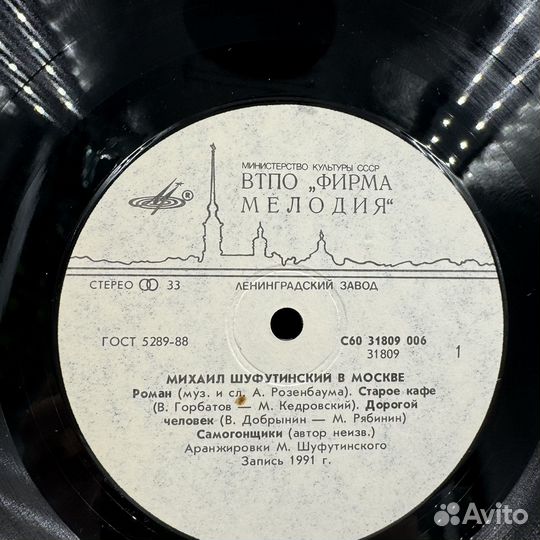 МИНИСТЕРСТВО КУЛЬТУРЫ СССР
ВТПО „ФИРМА
МЕЛОДИЯ“
®
СТЕРЕО 33
ЛЕНИНГРАДСКИЙ ЗАВОД
ГОСТ 5289-88
С60 31809 006
31809
1
МИХАИЛ ШУФУТИНСКИЙ В МОСКВЕ
Роман (муз. и сл. А. Розенбаума). Старое кафе
(В. Горбатов — М. Кедровский). Дорогой
человек (В. Добрынин — М. Рябинин)
Самогонщики (автор неизв.)
Аранжировки М. Шуфутинского
Запись 1991 г.
Avito